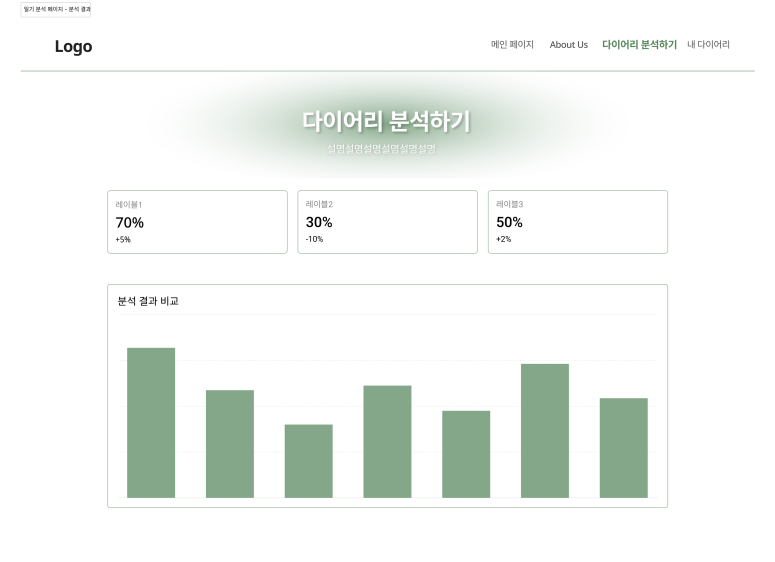 일기 분석 페이지 - 분석 결과
Logo
메인 페이지 About Us 다이어리 분석하기 내 다이어리
다이어리 분석하기
설명설명설명설명설명설명
레이블1
70%
+5%
레이블2
30%
-10%
레이블3
50%
+2%
분석 결과 비교